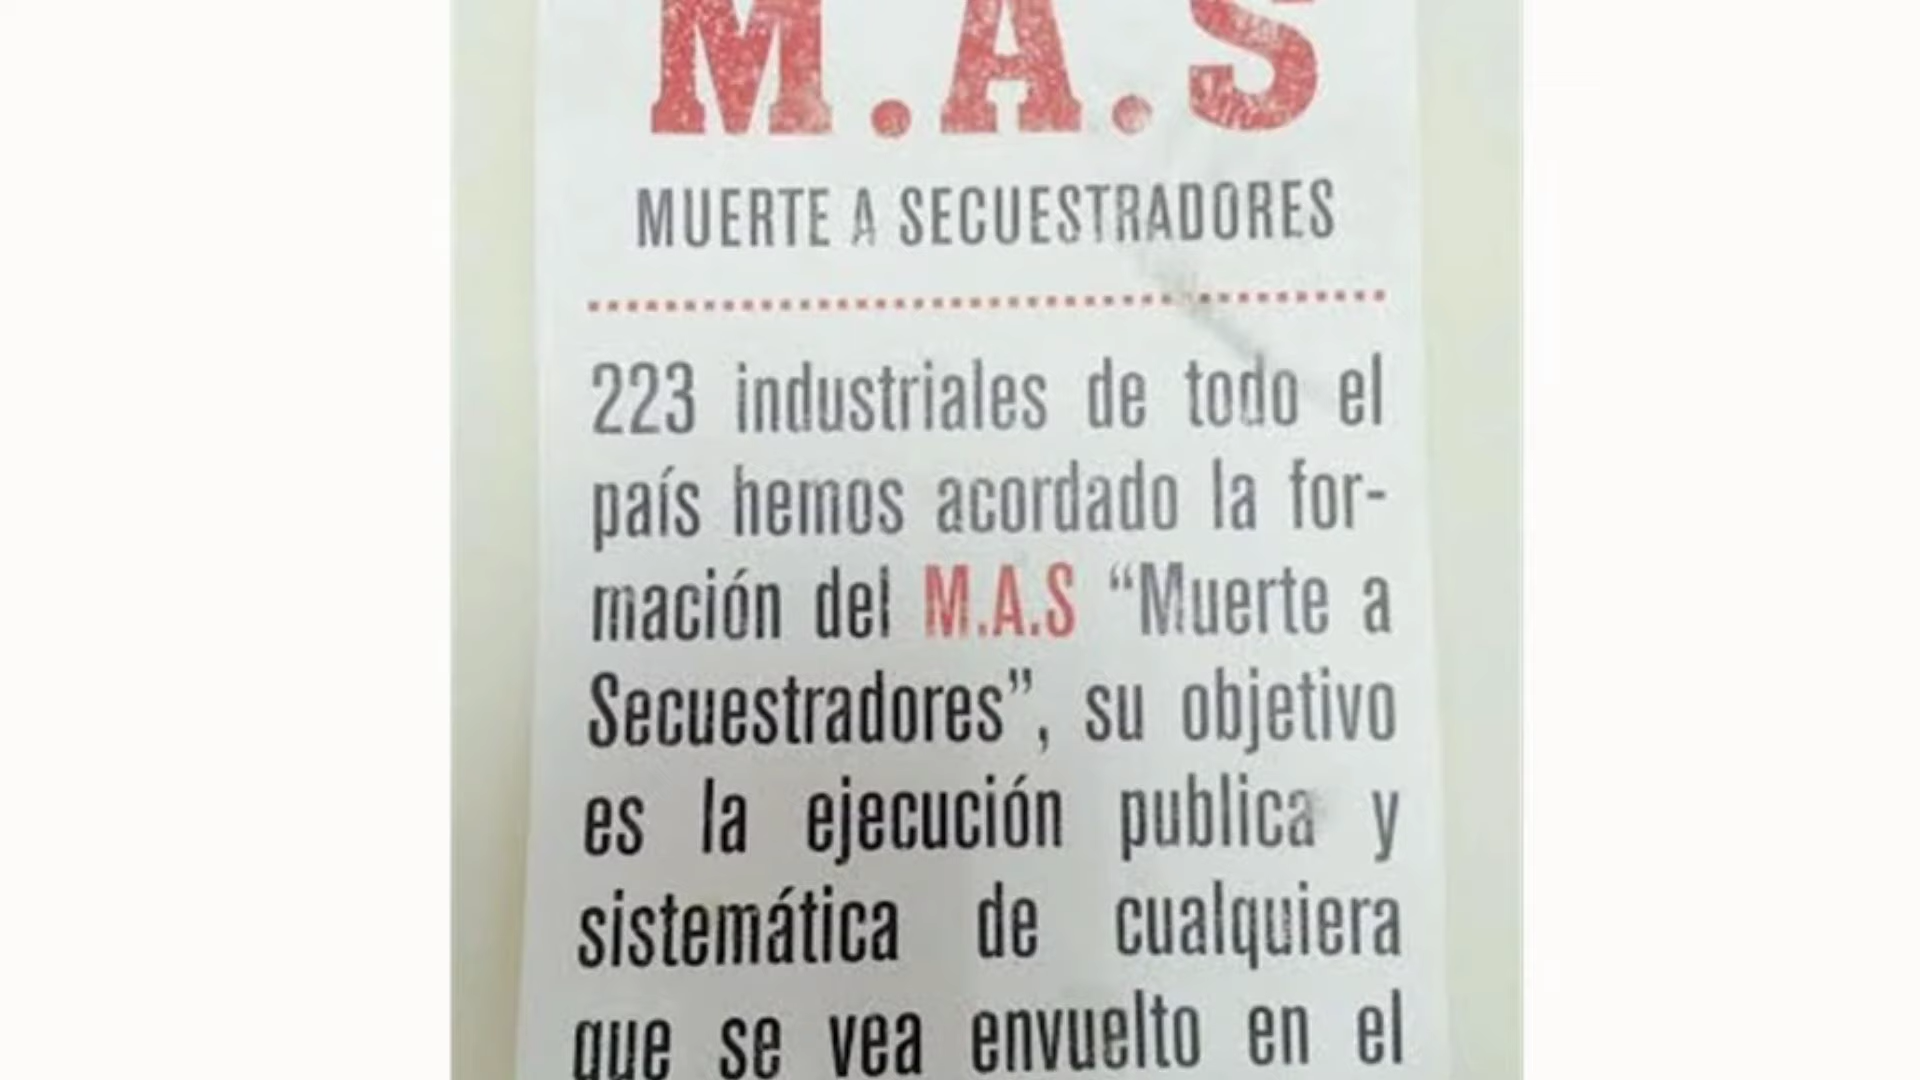 M.A.S
MUERTE A SECUESTRADORES
223 industriales de todo el
país hemos acordado la for-
mación del M.A.S “Muerte a
Secuestradores”, su objetivo
es la ejecución publica y
sistemática de cualquiera
que se vea envuelto en el